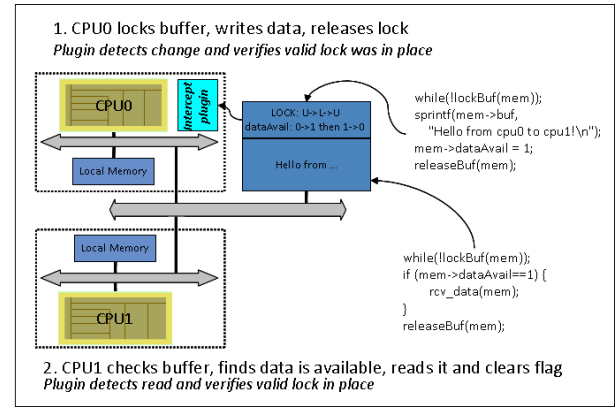 1. CPU0 locks buffer, writes data, releases lock
Plugin detects change and verifies valid lock was in place
CPU0
Intercept
plugin
LOCK: U->L->U
dataAvail: 0->1 then 1->0
Hello from ...
Local Memory
while(!lockBuf(mem));
sprintf(mem->buf,
"Hello from cpu0 to cpu1!\n");
mem->dataAvail = 1;
releaseBuf(mem);
Local Memory
CPU1
while(!lockBuf(mem));
if (mem->dataAvail==1) {
rcv_data(mem);
}
releaseBuf(mem);
2. CPU1 checks buffer, finds data is available, reads it and clears flag
Plugin detects read and verifies valid lock in place